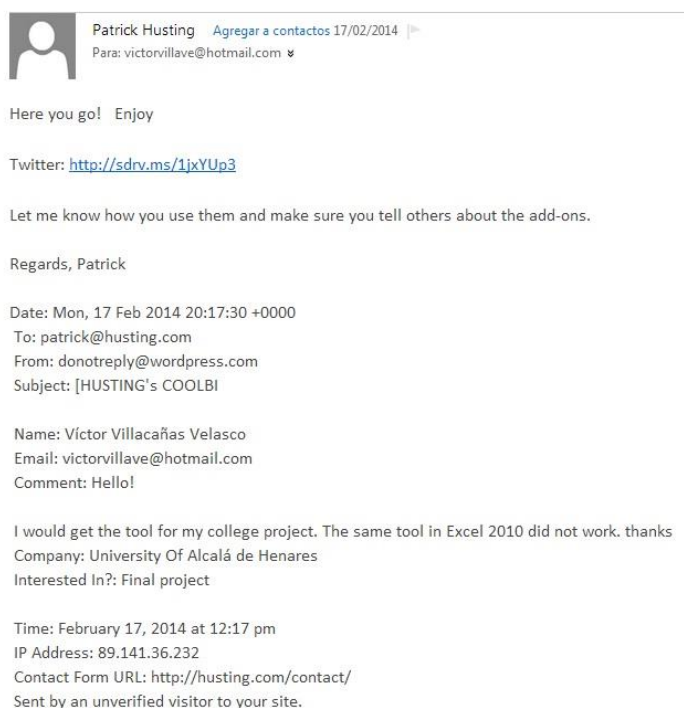 Patrick Husting Agregar a contactos 17/02/2014
Para: victorvillave@hotmail.com
Here you go! Enjoy
Twitter: http://sdrv.ms/1jxYUp3
Let me know how you use them and make sure you tell others about the add-ons.
Regards, Patrick
Date: Mon, 17 Feb 2014 20:17:30 +0000
To: patrick@husting.com
From: donotreply@wordpress.com
Subject: [HUSTING's COOLBI
Name: Víctor Villacañas Velasco
Email: victorvillave@hotmail.com
Comment: Hello!
I would get the tool for my college project. The same tool in Excel 2010 did not work. thanks
Company: University Of Alcalá de Henares
Interested In?: Final project
Time: February 17, 2014 at 12:17 pm
IP Address: 89.141.36.232
Contact Form URL: http://husting.com/contact/
Sent by an unverified visitor to your site.